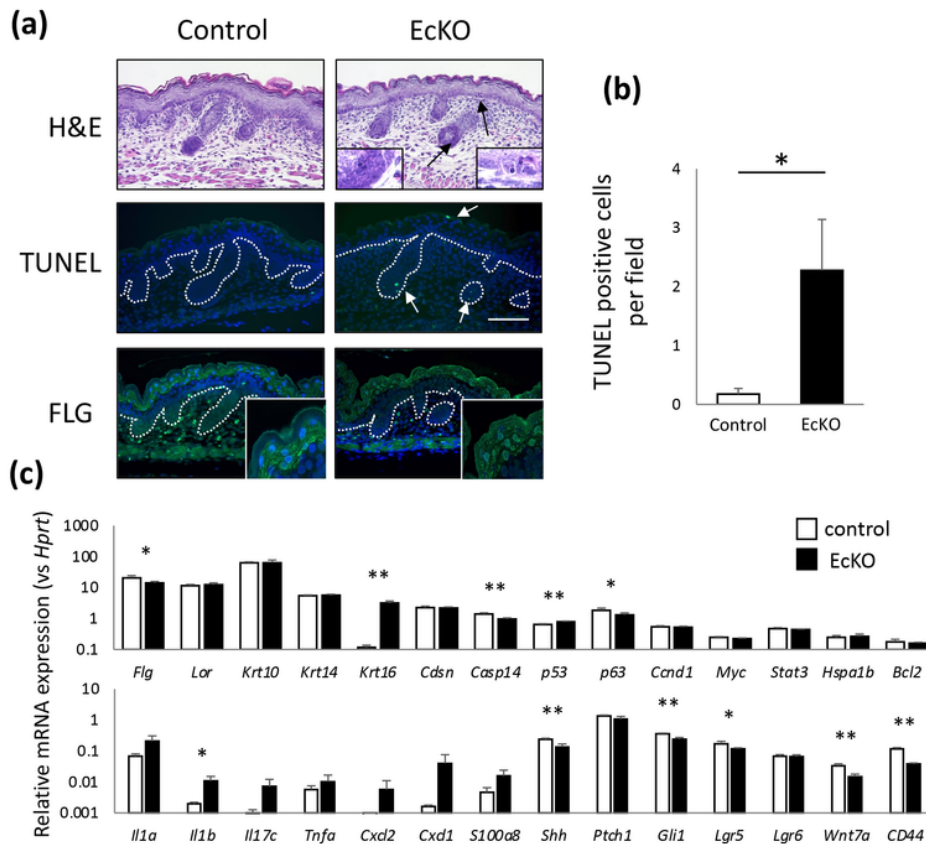 (a)
Control EcKO
H&E
TUNEL
FLG
(b)
TUNEL positive cells
per field
4
3
2
1
0
*
Control EcKO
(c)
Relative mRNA expression (vs Hprt)
control
EcKO
1000
100
10
1
0.1
* ** ** ** *
Flg Lor Krt10 Krt14 Krt16 Cdsn Casp14 p53 p63 Ccnd1 Myc Stat3 Hspa1b Bcl2
10
1
0.1
0.01
0.001
* ** ** * ** **
Il1a Il1b Il17c Tnfa Cxcl2 Cxcl1 S100a8 Shh Ptch1 Gli1 Lgr5 Lgr6 Wnt7a CD44